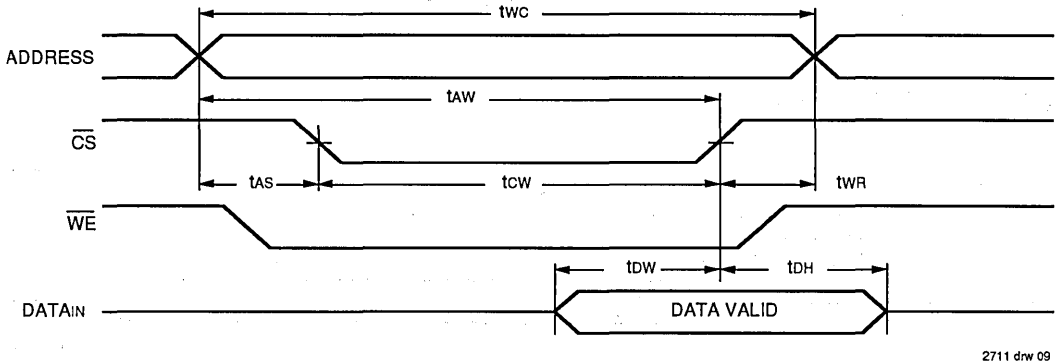 tWC
ADDRESS
tAW
CS
tAS
tCW
tWR
WE
tDW
tDH
DATAIN
DATA VALID
2711 drw 09